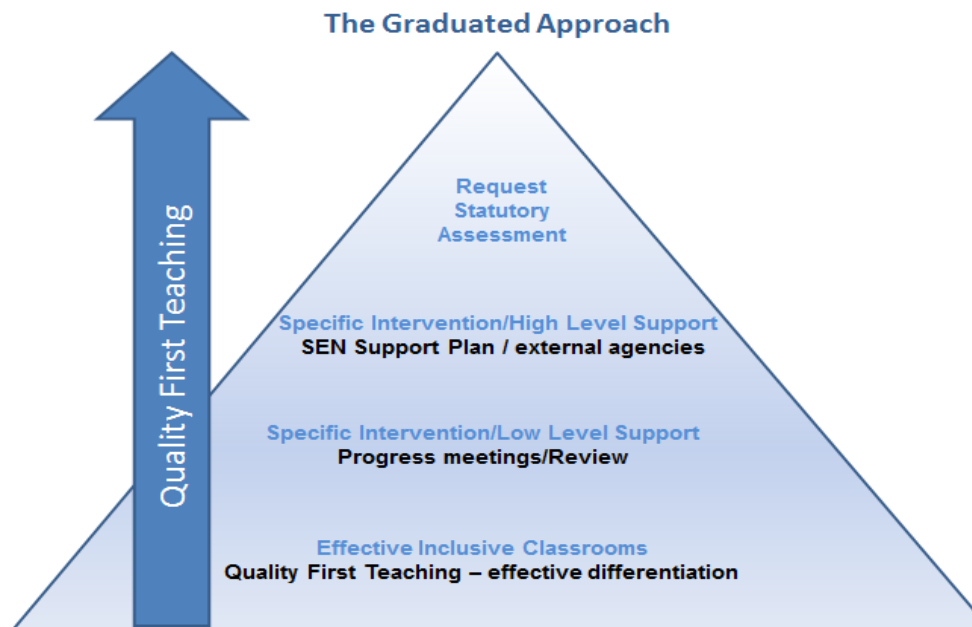 The Graduated Approach
Quality First Teaching
Request
Statutory
Assessment
Specific Intervention/High Level Support
SEN Support Plan / external agencies
Specific Intervention/Low Level Support
Progress meetings/Review
Effective Inclusive Classrooms
Quality First Teaching – effective differentiation